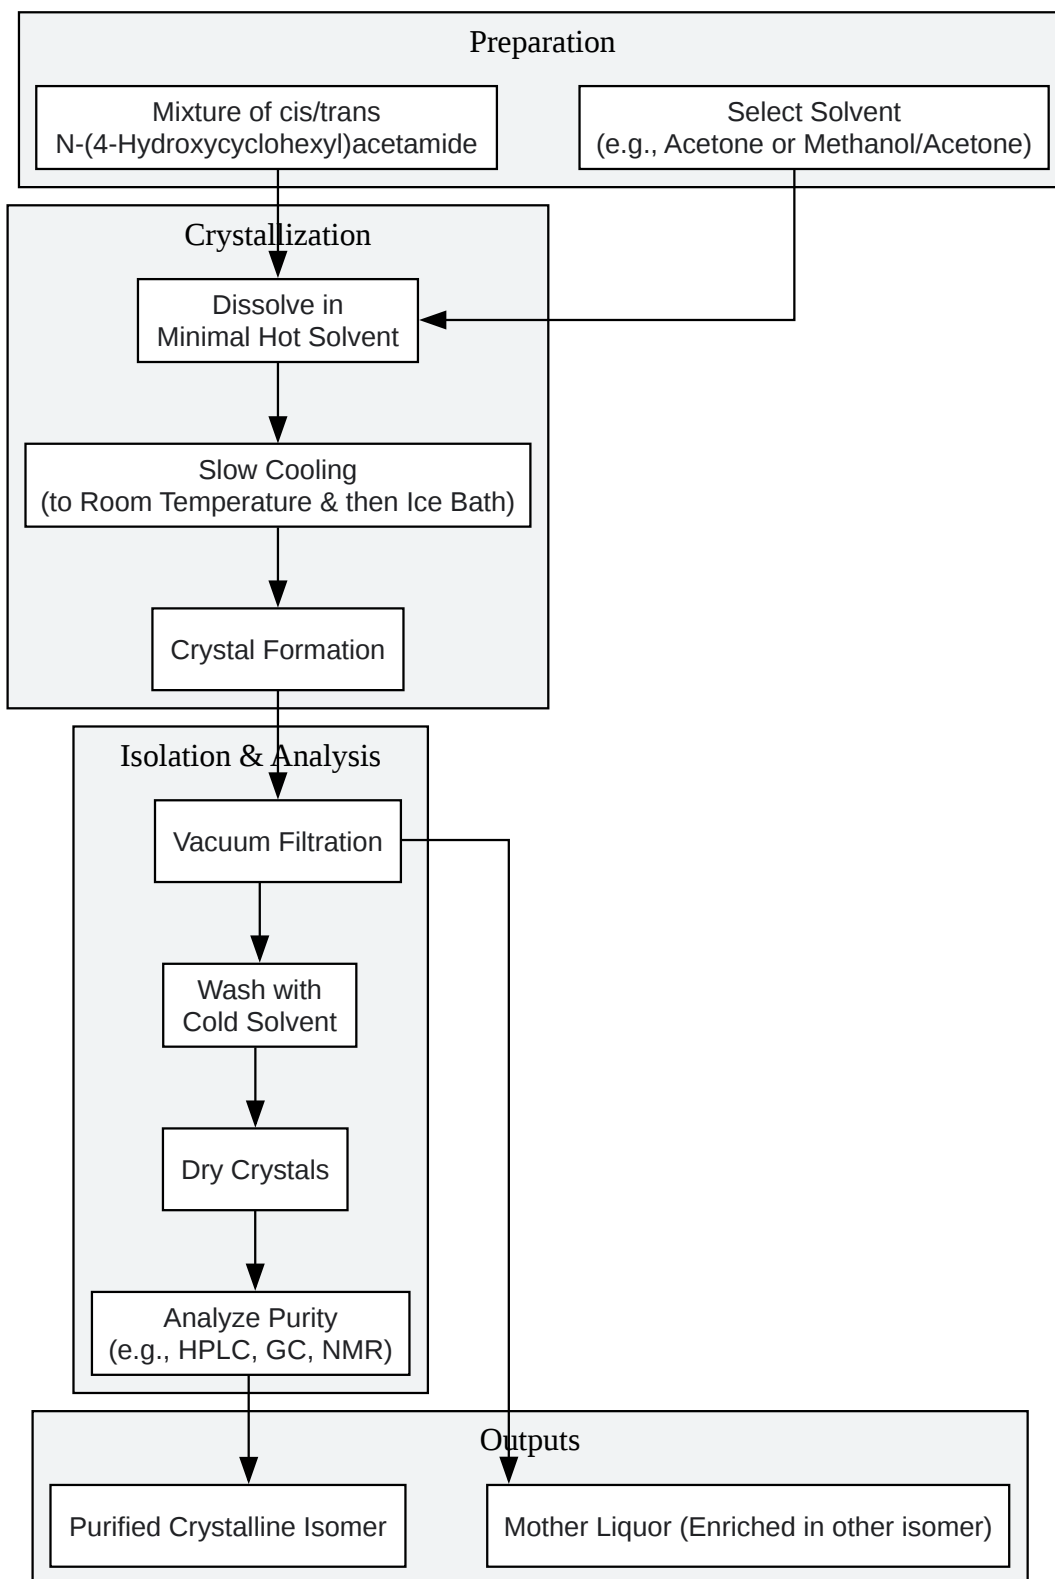 Preparation
Mixture of cis/trans
N-(4-Hydroxycyclohexyl)acetamide
Select Solvent
(e.g., Acetone or Methanol/Acetone)
Crystallization
Dissolve in
Minimal Hot Solvent
Slow Cooling
(to Room Temperature & then Ice Bath)
Crystal Formation
Isolation & Analysis
Vacuum Filtration
Wash with
Cold Solvent
Dry Crystals
Analyze Purity
(e.g., HPLC, GC, NMR)
Outputs
Purified Crystalline Isomer
Mother Liquor (Enriched in other isomer)